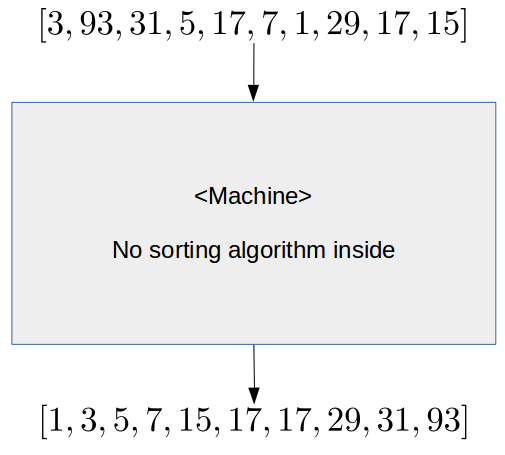 [3, 93, 31, 5, 17, 7, 1, 29, 17, 15]
<Machine>
No sorting algorithm inside
[1, 3, 5, 7, 15, 17, 17, 29, 31, 93]